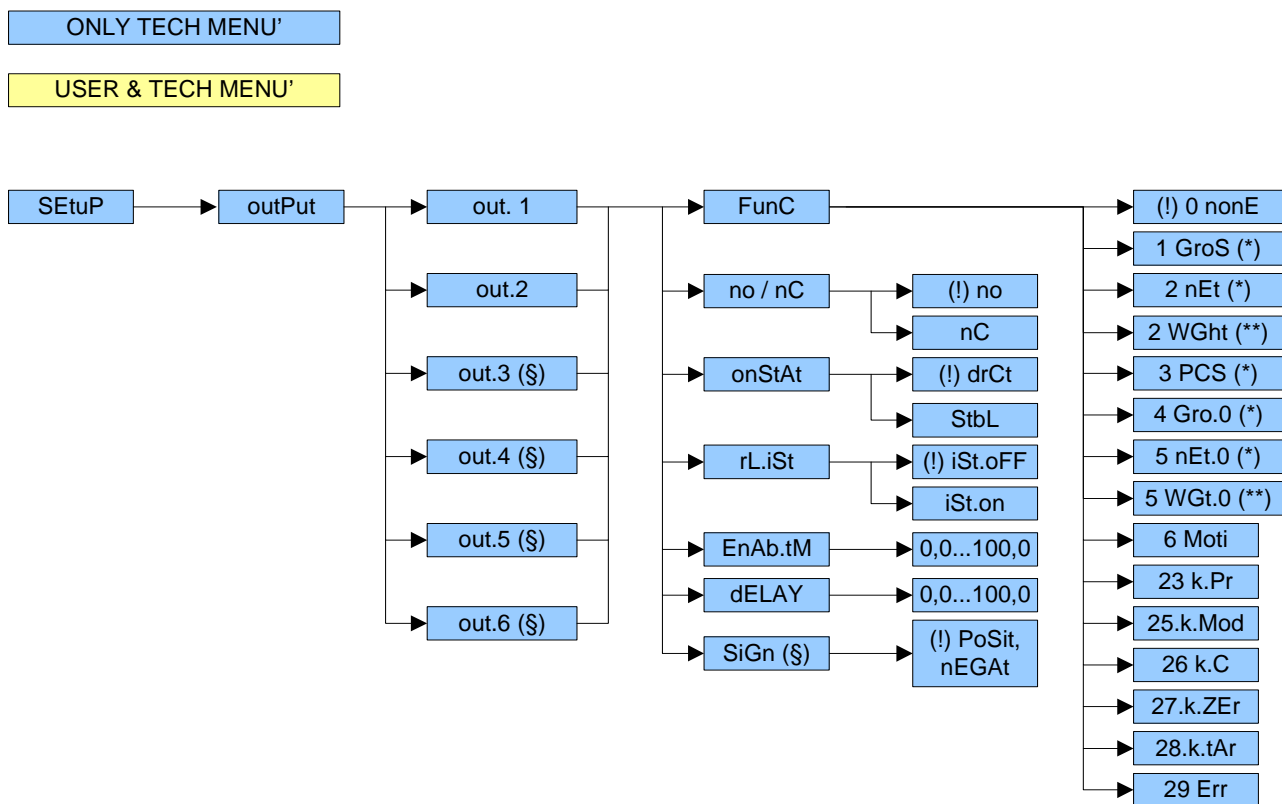 ONLY TECH MENU’
USER & TECH MENU’
SEtuP
outPut
out. 1
out.2
out.3 (§)
out.4 (§)
out.5 (§)
out.6 (§)
FunC
no / nC
onStAt
rL.iSt
EnAb.tM
dELAY
SiGn (§)
(!) no
nC
(!) drCt
StbL
(!) iSt.oFF
iSt.on
0,0...100,0
0,0...100,0
(!) PoSit,
nEGAt
(!) 0 nonE
1 GroS (*)
2 nEt (*)
2 WGht (**)
3 PCS (*)
4 Gro.0 (*)
5 nEt.0 (*)
5 WGt.0 (**)
6 Moti
23 k.Pr
25.k.Mod
26 k.C
27.k.ZEr
28.k.tAr
29 Err